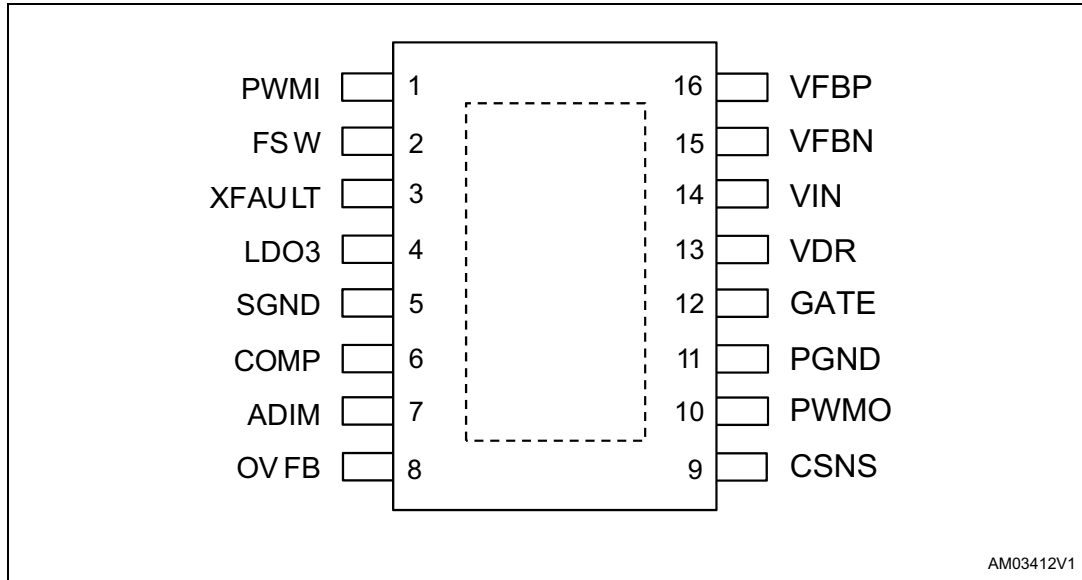 PWMI 1 16 VFBP
FSW 2 15 VFBN
XFAULT 3 14 VIN
LDO3 4 13 VDR
SGND 5 12 GATE
COMP 6 11 PGND
ADIM 7 10 PWMO
OVFB 8 9 CSNS
AM03412V1